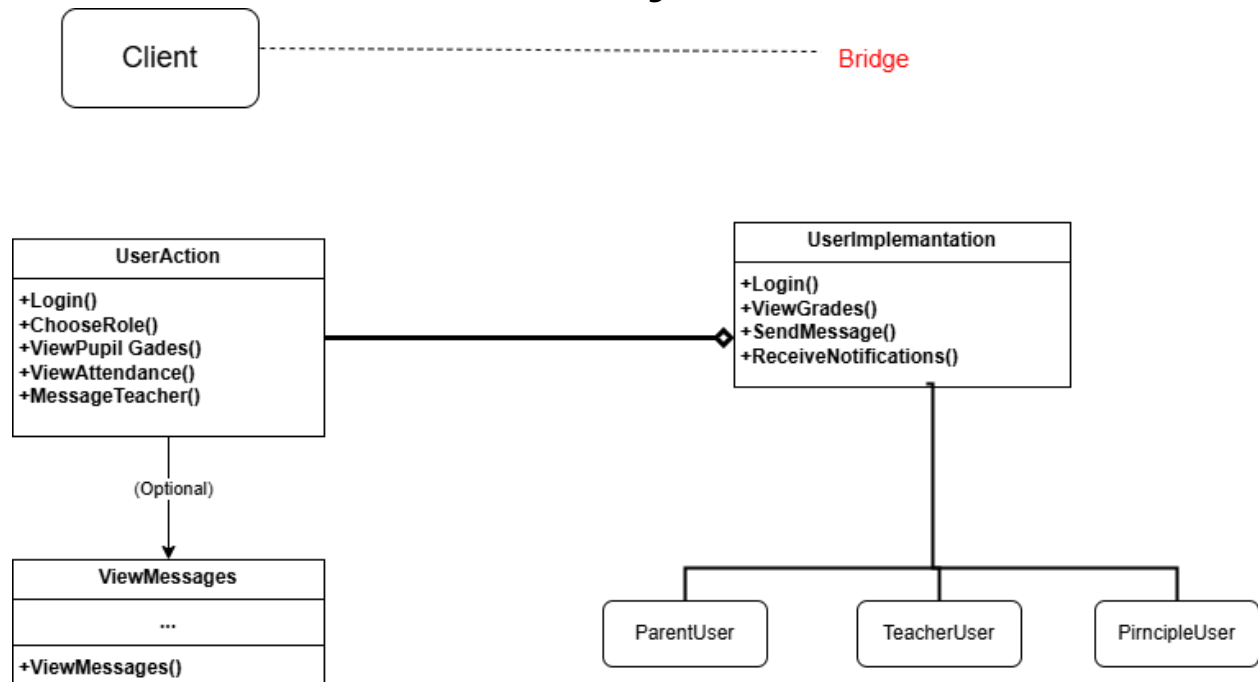 Client
Bridge
UserAction
+Login()
+ChooseRole()
+ViewPupil Gades()
+ViewAttendance()
+MessageTeacher()
UserImplemantation
+Login()
+ViewGrades()
+SendMessage()
+ReceiveNotifications()
(Optional)
ViewMessages
...
+ViewMessages()
ParentUser
TeacherUser
PirncipleUser